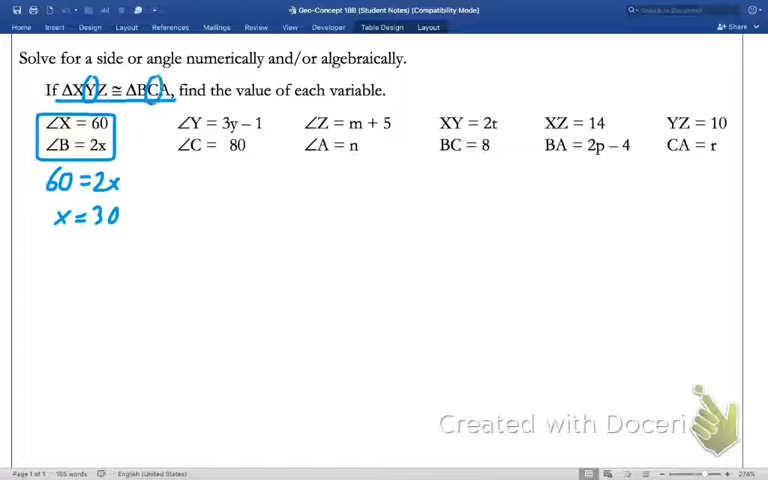 Geo-Concept 18B (Student Notes) [Compatibility Mode]
Home Insert Design Layout References Mailings Review View Developer Table Design Layout Share
Solve for a side or angle numerically and/or algebraically.
If ΔXYZ ≅ ΔBCA, find the value of each variable.
∠X = 60 ∠Y = 3y – 1 ∠Z = m + 5 XY = 2t XZ = 14 YZ = 10
∠B = 2x ∠C = 80 ∠A = n BC = 8 BA = 2p – 4 CA = r
60 = 2x
x = 30
Created with Doceri
Page 1 of 1 165 words English (United States) 274%